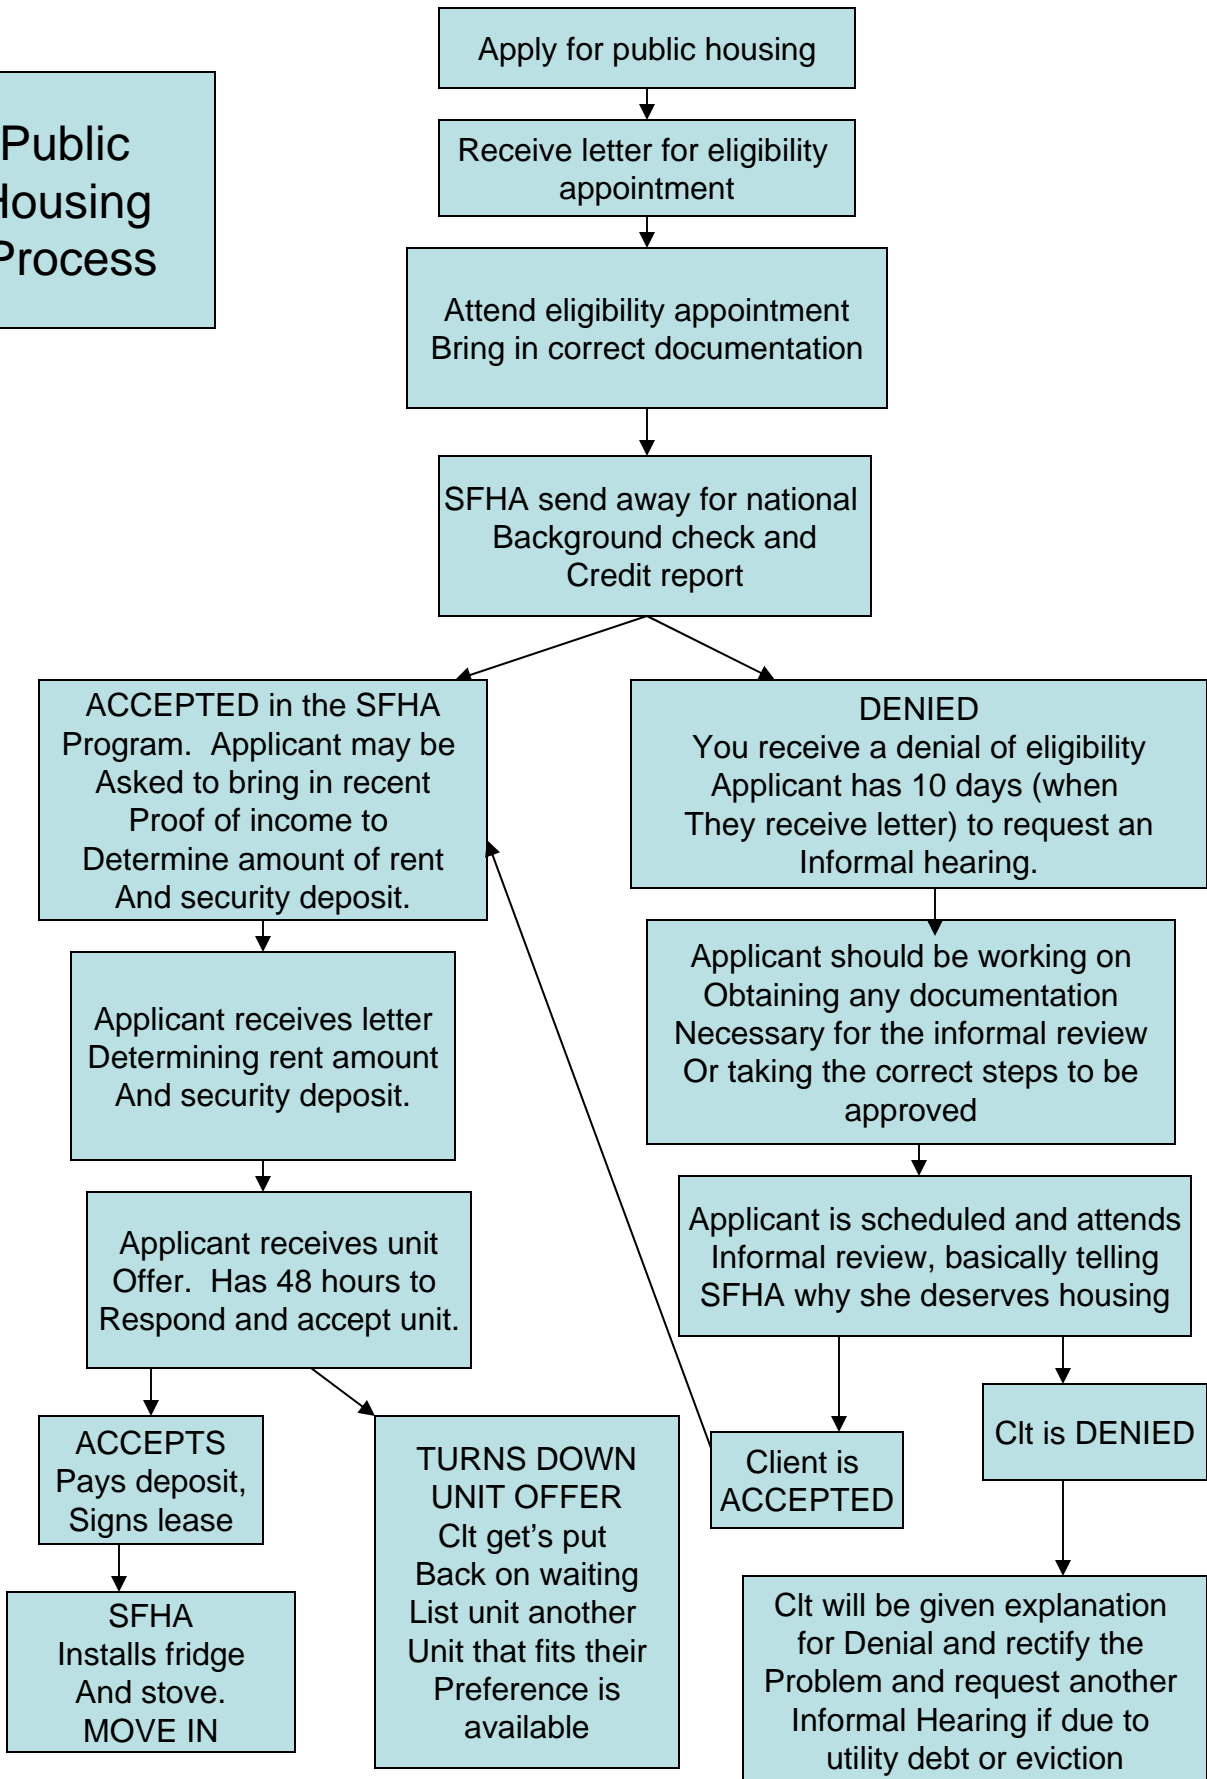 Apply for public housing
Public
Housing
Process
Receive letter for eligibility
appointment
Attend eligibility appointment
Bring in correct documentation
SFHA send away for national
Background check and
Credit report
ACCEPTED in the SFHA
Program.  Applicant may be
Asked to bring in recent
Proof of income to
Determine amount of rent
And security deposit.
DENIED
You receive a denial of eligibility
Applicant has 10 days (when
They receive letter) to request an
Informal hearing.
Applicant receives letter
Determining rent amount
And security deposit.
Applicant should be working on
Obtaining any documentation
Necessary for the informal review
Or taking the correct steps to be
approved
Applicant receives unit
Offer.  Has 48 hours to
Respond and accept unit.
Applicant is scheduled and attends
Informal review, basically telling
SFHA why she deserves housing
ACCEPTS
Pays deposit,
Signs lease
TURNS DOWN
UNIT OFFER
Clt get's put
Back on waiting
List unit another
Unit that fits their
Preference is
available
Client is
ACCEPTED
Clt is DENIED
SFHA
Installs fridge
And stove.
MOVE IN
Clt will be given explanation
for Denial and rectify the
Problem and request another
Informal Hearing if due to
utility debt or eviction